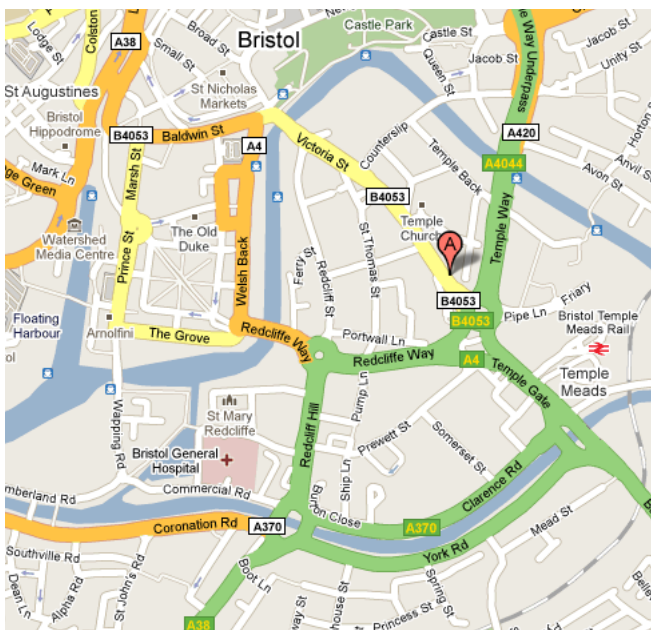 Castle Park
Colston
A38
Broad St
Small St
Bristol
Lodge St
Castle St
Queen St
Jacob St
Jacob St
Unity St
Way Underpass
St Nicholas
Markets
St Augustines
Bristol
Hippodrome
B4053
Baldwin St
A4
Victoria St
Counterslip
A420
A4044
Temple Back
Avon St
Anvil St
Horton
Mark Ln
Green
Marsh St
B4053
Temple
Church
Temple Way
Watershed
Media Centre
The Old
Duke
Prince St
Welsh Back
Ferry St
Redcliff St
St Thomas St
A
B4053
B4053
Pipe Ln
Friary
Floating
Harbour
Arnolfini
The Grove
Redcliffe Way
Portwall Ln
Redcliffe Way
A4
Bristol Temple
Meads Rail
Temple Gate
Temple
Meads
Wapping Rd
St Mary
Redcliffe
Redcliff Hill
Pump Ln
Prewett St
Somerset St
Bristol General
Hospital
Ship Ln
Clarence Rd
Commercial Rd
Coronation Rd
A370
A370
York Rd
Mead St
Southville Rd
Dean Ln
Alpha Rd
St John's Rd
Boot Ln
Spring St
Princess St
A38